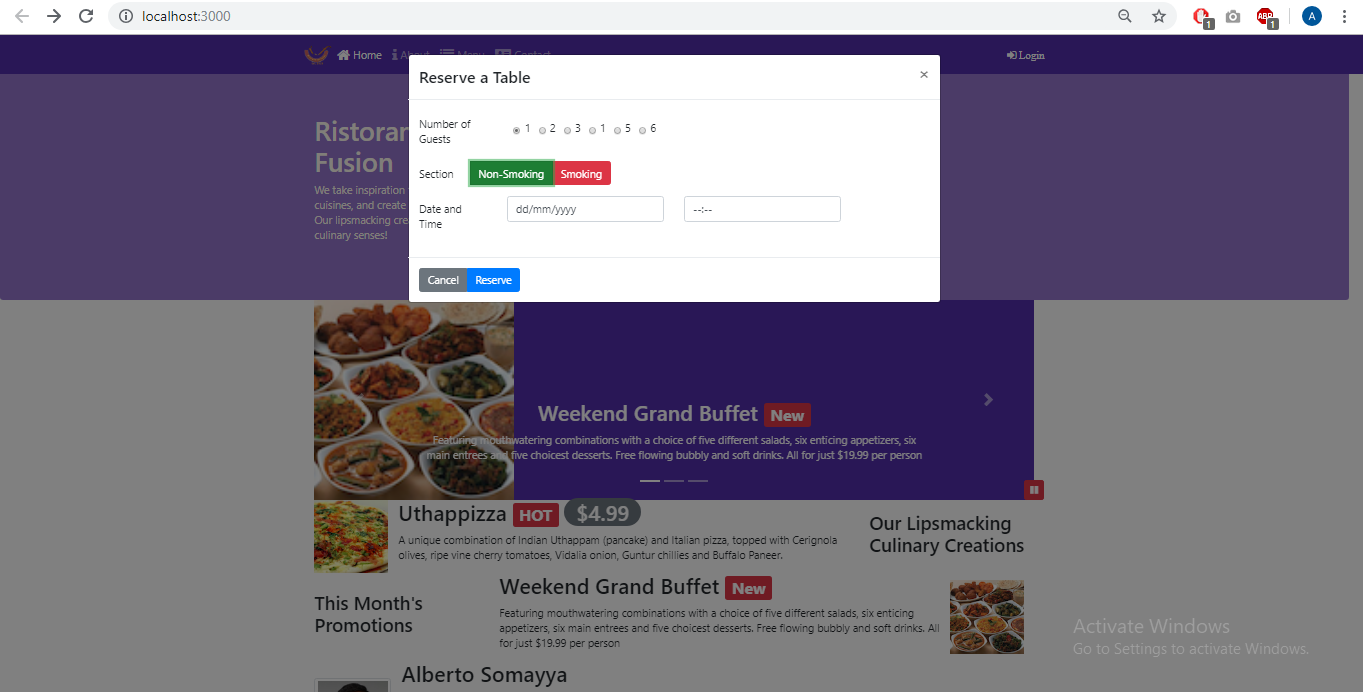 localhost:3000
1
ABP
1
A
Home About Menu Contact Login
Reserve a Table ×
Number of
Guests
1 2 3 1 5 6
Section Non-Smoking Smoking
Date and
Time
dd/mm/yyyy --:--
Cancel Reserve
Fusion
We take inspiration
cuisines, and create
Our lipsmacking
culinary senses!
Weekend Grand Buffet New
Featuring mouthwatering combinations with a choice of five different salads, six enticing appetizers, six
main entrees and five choicest desserts. Free flowing bubbly and soft drinks. All for just $19.99 per person
Uthappizza HOT $4.99
A unique combination of Indian Uthappam (pancake) and Italian pizza, topped with Cerignola
olives, ripe vine cherry tomatoes, Vidalia onion, Guntur chillies and Buffalo Paneer.
Our Lipsmacking
Culinary Creations
This Month's
Promotions
Weekend Grand Buffet New
Featuring mouthwatering combinations with a choice of five different salads, six enticing
appetizers, six main entrees and five choicest desserts. Free flowing bubbly and soft drinks. All
for just $19.99 per person
Alberto Somayya
Activate Windows
Go to Settings to activate Windows.